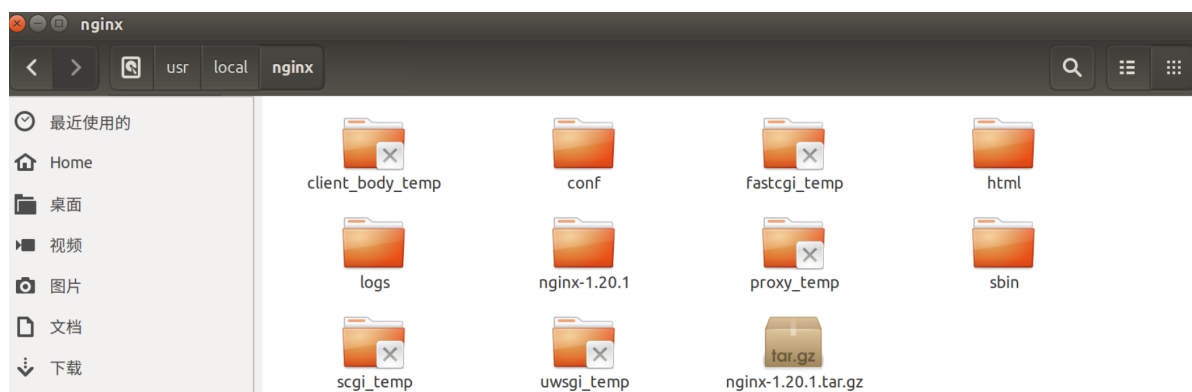 nginx
usr local nginx
最近使用的
Home
桌面
视频
图片
文档
下载
client_body_temp conf fastcgi_temp html
logs nginx-1.20.1 proxy_temp sbin
tar.gz
scgi_temp uwsgi_temp nginx-1.20.1.tar.gz